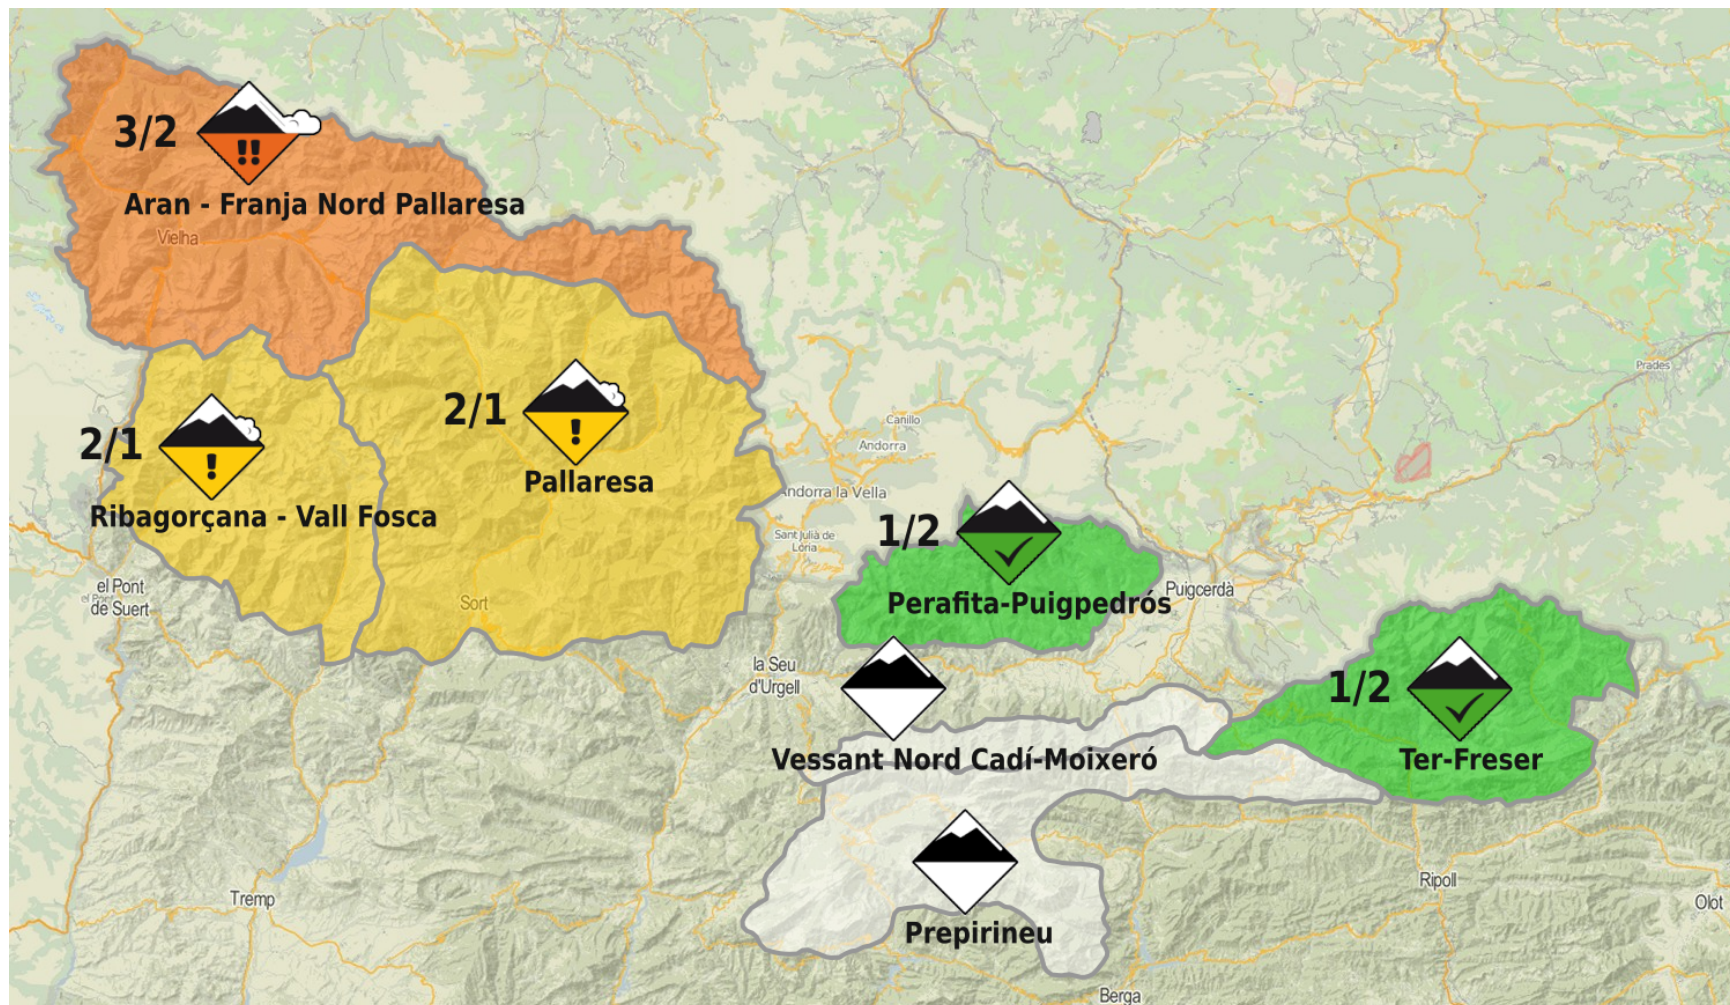 3/2
!!
Aran - Franja Nord Pallaresa
Vielha
2/1
!
Pallaresa
2/1
!
Ribagorçana - Vall Fosca
Prades
Canillo
Andorra
Andorra la Vella
Sant Julià de
Lòria
1/2
Perafita-Puigpedrós
Puigcerdà
el Pont
de Suert
Sort
la Seu
d'Urgell
1/2
Ter-Freser
Vessant Nord Cadí-Moixeró
Prepirineu
Tremp
Ripoll
Olot
Berga